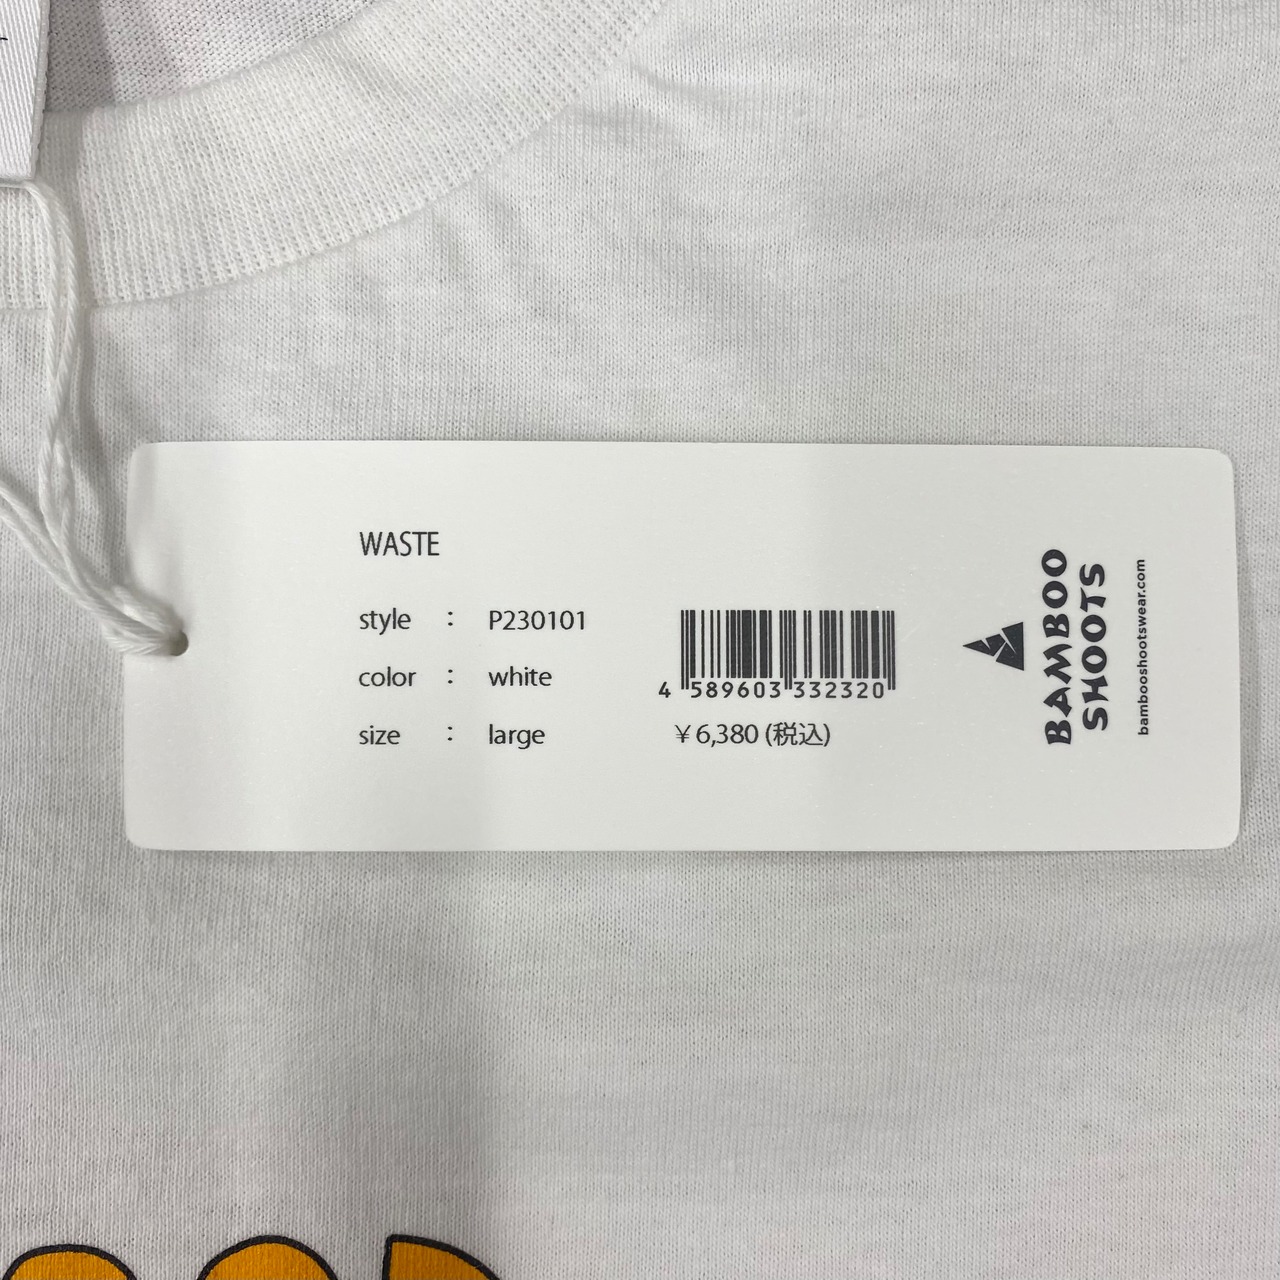 WASTE
style : P230101
color : white
size : large
4 589603 332320
¥6,380 (税込)
BAMBOO
SHOOTS
bambooshootswear.com